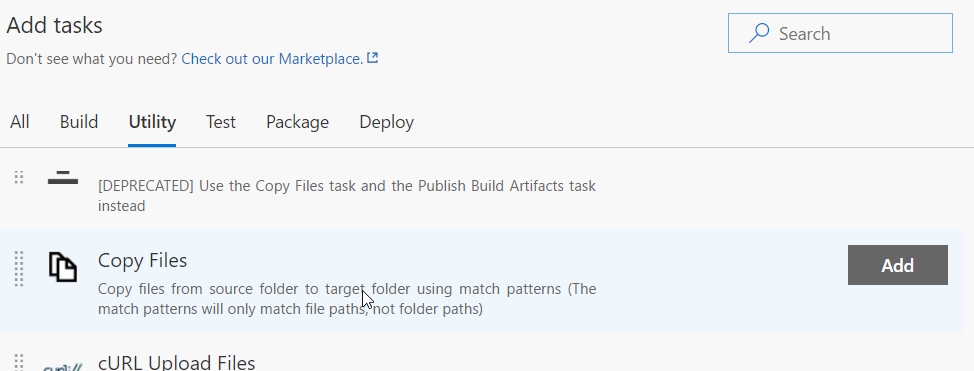 Add tasks
Search
Don't see what you need? Check out our Marketplace.
All Build Utility Test Package Deploy
[DEPRECATED] Use the Copy Files task and the Publish Build Artifacts task
instead
Copy Files
Add
Copy files from source folder to target folder using match patterns (The
match patterns will only match file paths, not folder paths)
cURL Upload Files